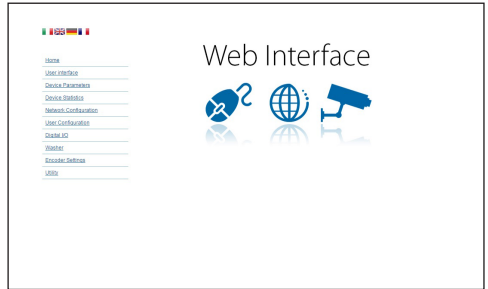 Web Interface
Home
User Interface
Device Parameters
Device Statistics
Network Configuration
User Configuration
Digital I/O
Washer
Encoder Settings
Utility